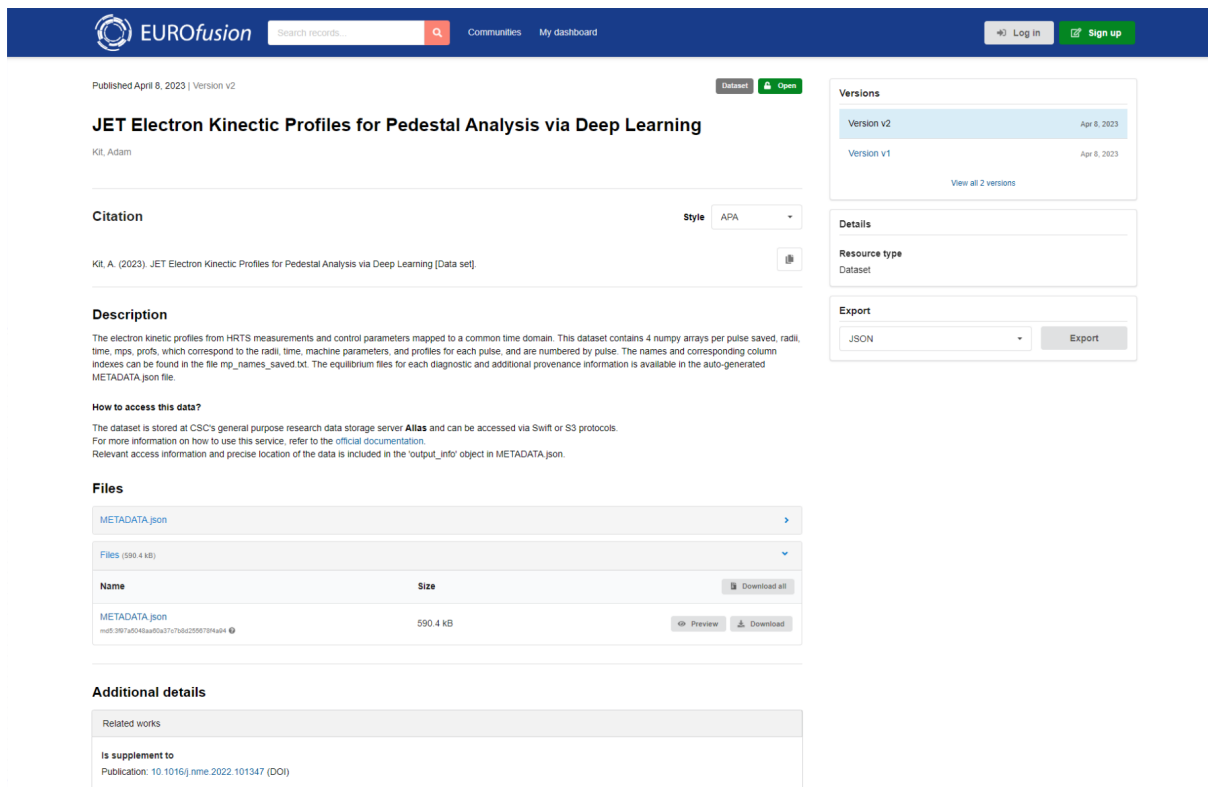 EUROfusion
Search records...
Communities
My dashboard
Log in
Sign up
Published April 8, 2023 | Version v2
Dataset
Open
JET Electron Kinetic Profiles for Pedestal Analysis via Deep Learning
Kit, Adam
Citation
Style
APA
Kit, A. (2023). JET Electron Kinetic Profiles for Pedestal Analysis via Deep Learning [Data set].
Description
The electron kinetic profiles from HRTS measurements and control parameters mapped to a common time domain. This dataset contains 4 numpy arrays per pulse saved, radii,
time, mps, profs, which correspond to the radii, time, machine parameters, and profiles for each pulse, and are numbered by pulse. The names and corresponding column
indexes can be found in the file mp_names_saved.txt. The equilibrium files for each diagnostic and additional provenance information is available in the auto-generated
METADATA.json file.
How to access this data?
The dataset is stored at CSC's general purpose research data storage server Allas and can be accessed via Swift or S3 protocols.
For more information on how to use this service, refer to the official documentation.
Relevant access information and precise location of the data is included in the 'output_info' object in METADATA.json.
Files
METADATA.json
Files (590.4 kB)
Name
Size
Download all
METADATA.json
590.4 kB
Preview
Download
Additional details
Related works
Is supplement to
Publication: 10.1016/j.nme.2022.101347 (DOI)
Versions
Version v2
Apr 8, 2023
Version v1
Apr 8, 2023
View all 2 versions
Details
Resource type
Dataset
Export
JSON
Export